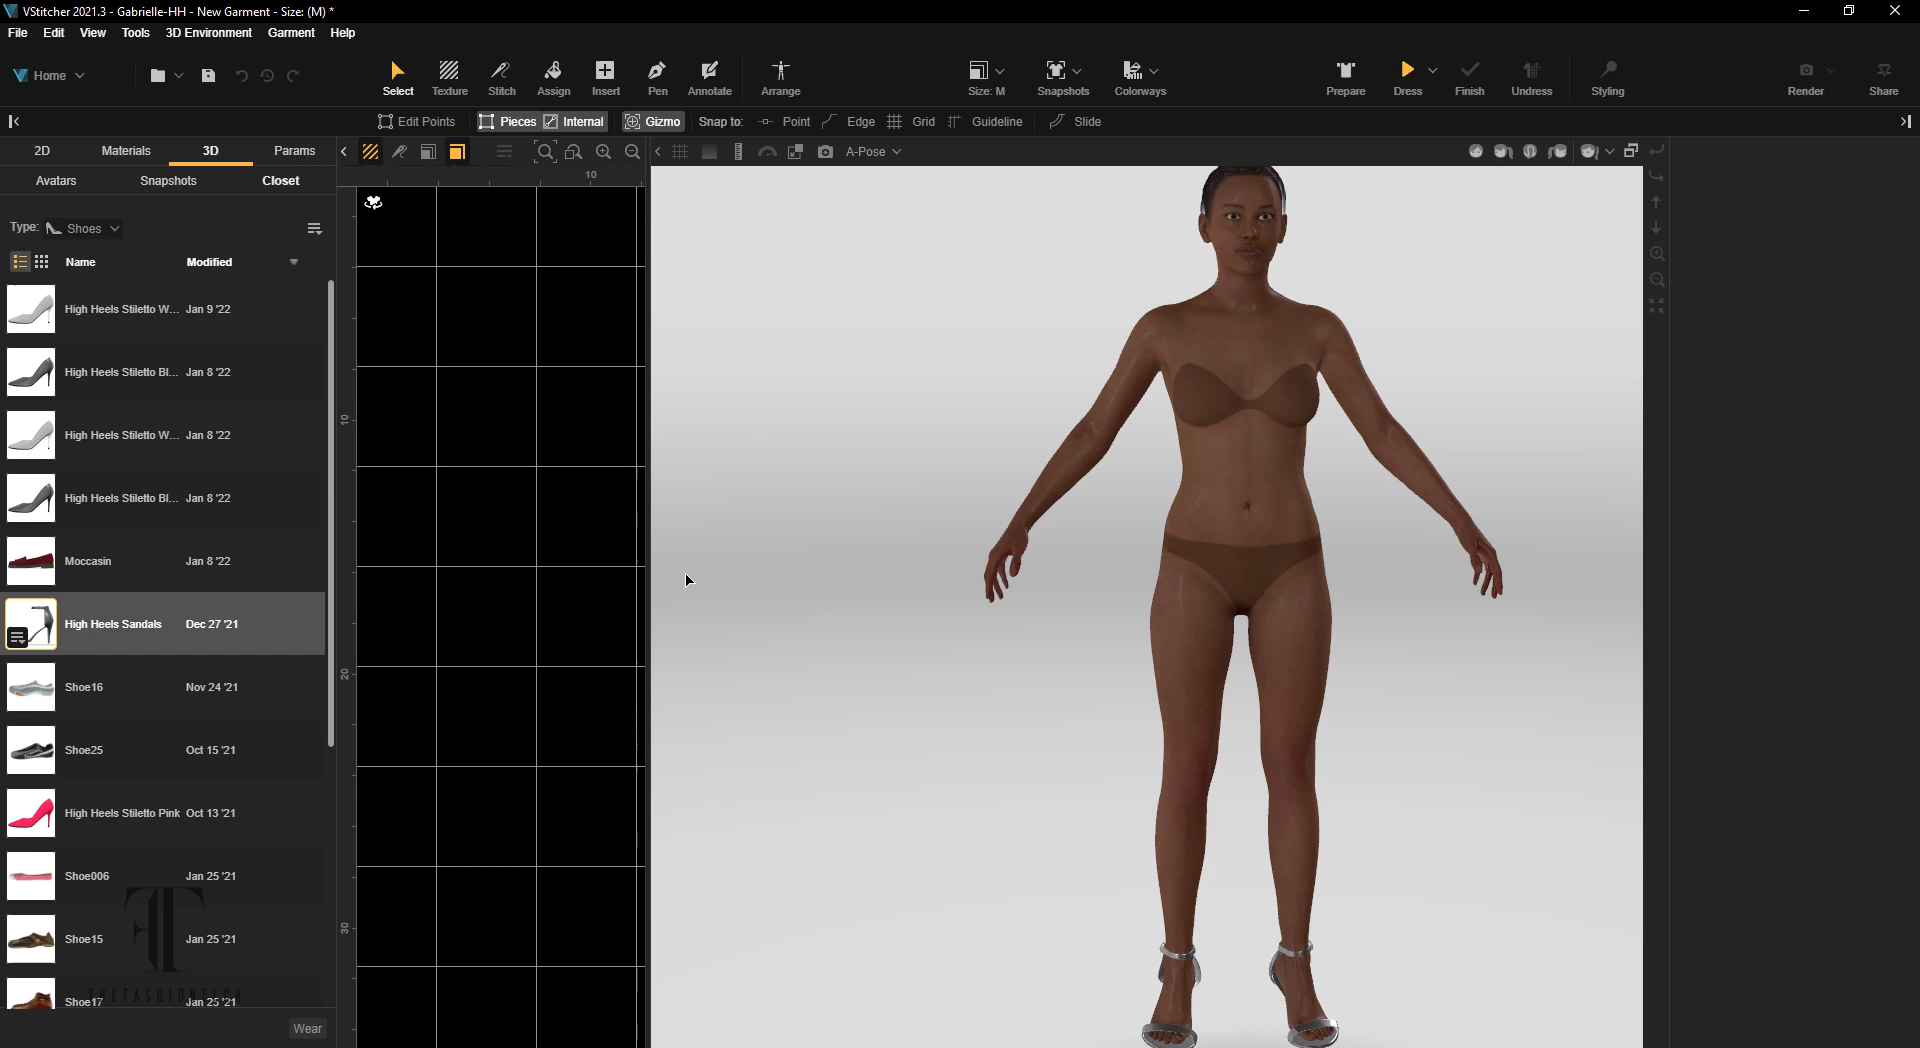 VStitcher 2021.3 - Gabrielle-HH - New Garment - Size: (M) *
File Edit View Tools 3D Environment Garment Help
Home
Select Texture Stitch Assign Insert Pen Annotate Arrange Size: M Snapshots Colorways Prepare Dress Finish Undress Styling Render Share
Edit Points Pieces Internal Gizmo Snap to: Point Edge Grid Guideline Slide
2D Materials 3D Params
A-Pose
Avatars Snapshots Closet
10
Type: Shoes
Name Modified
High Heels Stiletto W... Jan 9 '22
High Heels Stiletto Bl... Jan 8 '22
10
High Heels Stiletto W... Jan 8 '22
High Heels Stiletto Bl... Jan 8 '22
Moccasin Jan 8 '22
High Heels Sandals Dec 27 '21
20
Shoe16 Nov 24 '21
Shoe25 Oct 15 '21
High Heels Stiletto Pink Oct 13 '21
Shoe006 Jan 25 '21
30
Shoe15 Jan 25 '21
THEFASHIONTECH
Shoe17 Jan 25 '21
Wear